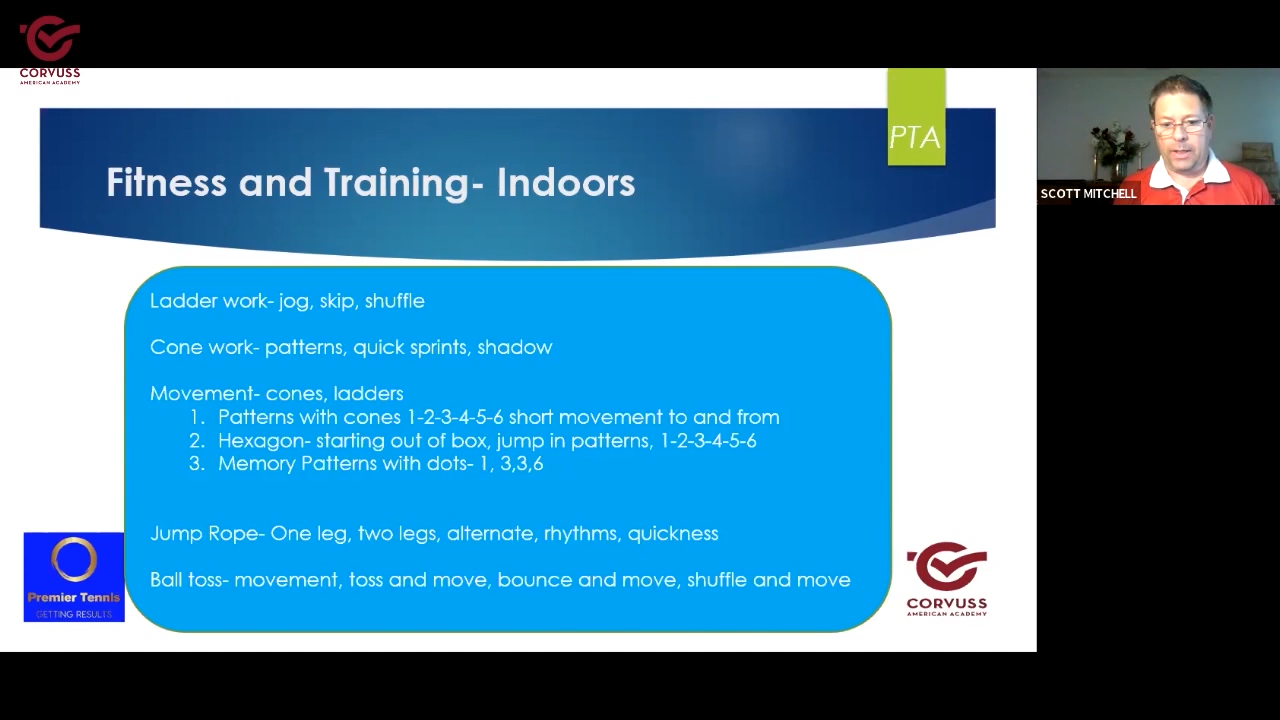 CORVUSS
AMERICAN ACADEMY
PTA
Fitness and Training- Indoors
SCOTT MITCHELL
Ladder work- jog, skip, shuffle
Cone work- patterns, quick sprints, shadow
Movement- cones, ladders
1. Patterns with cones 1-2-3-4-5-6 short movement to and from
2. Hexagon- starting out of box, jump in patterns, 1-2-3-4-5-6
3. Memory Patterns with dots- 1, 3,3,6
Jump Rope- One leg, two legs, alternate, rhythms, quickness
Ball toss- movement, toss and move, bounce and move, shuffle and move
Premier Tennis
GETTING RESULTS
CORVUSS
AMERICAN ACADEMY